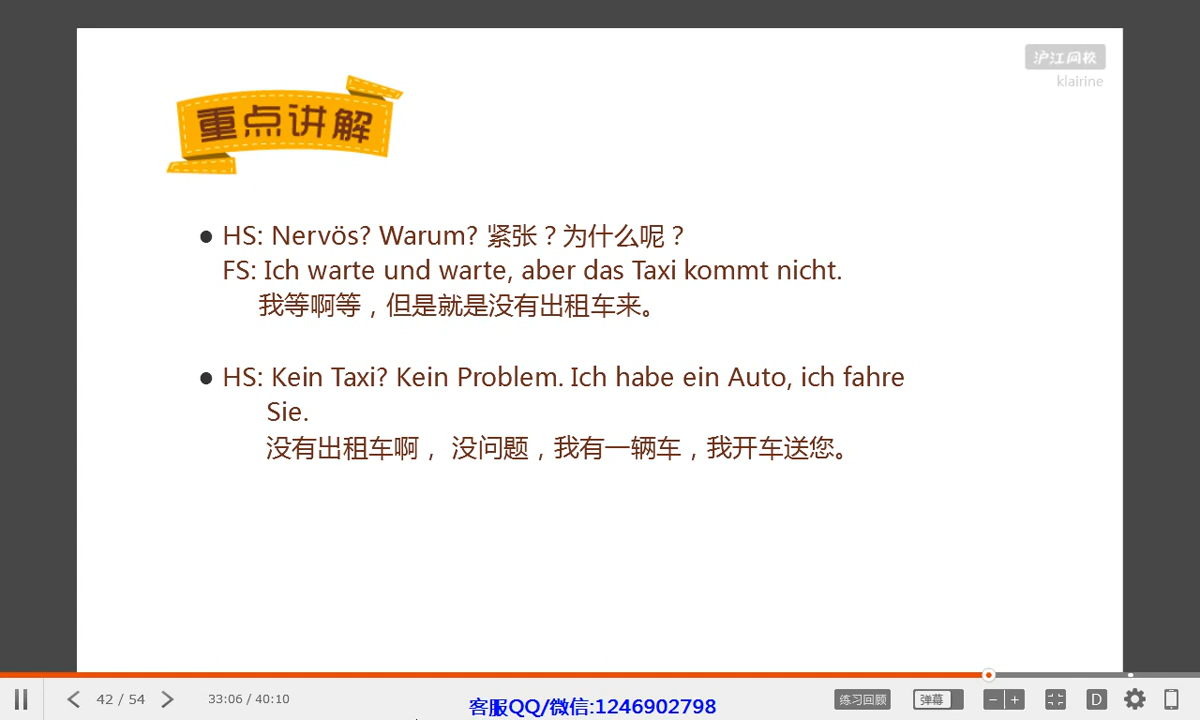 沪江网校
klairine
重点讲解
● HS: Nervös? Warum? 紧张？为什么呢？
FS: Ich warte und warte, aber das Taxi kommt nicht.
我等啊等，但是就是没有出租车来。
● HS: Kein Taxi? Kein Problem. Ich habe ein Auto, ich fahre
Sie.
没有出租车啊， 没问题，我有一辆车，我开车送您。
42 / 54
33:06 / 40:10
客服QQ/微信:1246902798
练习回顾
弹幕
D